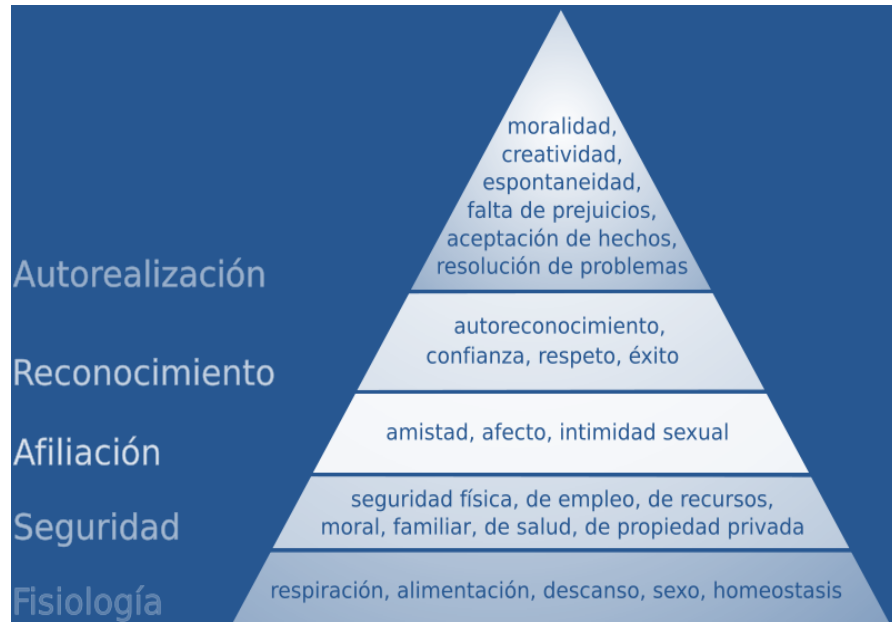 moralidad,
creatividad,
espontaneidad,
falta de prejuicios,
aceptación de hechos,
resolución de problemas
Autorealización
autoreconocimiento,
confianza, respeto, éxito
Reconocimiento
amistad, afecto, intimidad sexual
Afiliación
seguridad física, de empleo, de recursos,
moral, familiar, de salud, de propiedad privada
Seguridad
respiración, alimentación, descanso, sexo, homeostasis
Fisiología